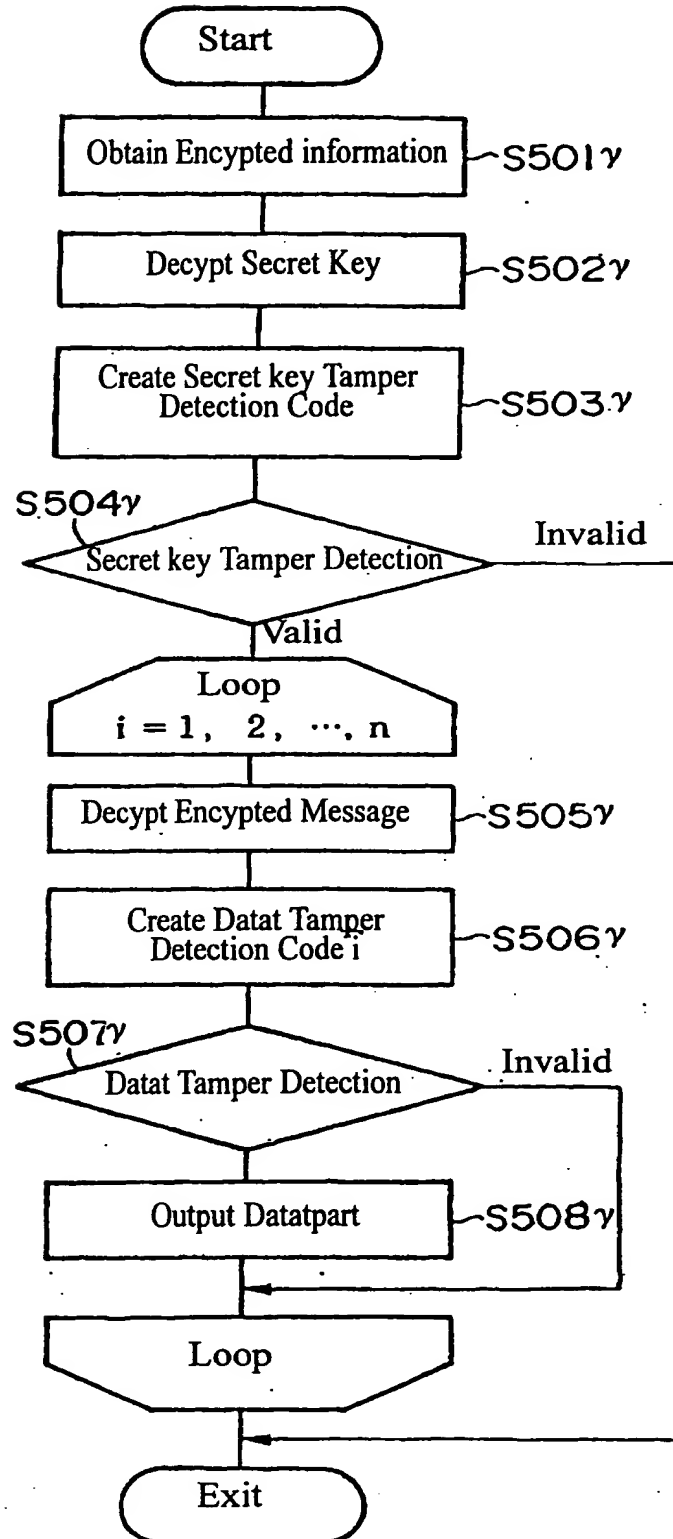 Start
Obtain Encypted information
S501γ
Decypt Secret Key
S502γ
Create Secret key Tamper
Detection Code
S503γ
S504γ
Secret key Tamper Detection
Invalid
Valid
Loop
i = 1, 2, ···, n
Decypt Encypted Message
S505γ
Create Datat Tamper
Detection Code i
S506γ
S507γ
Datat Tamper Detection
Invalid
Output Datatpart
S508γ
Loop
Exit